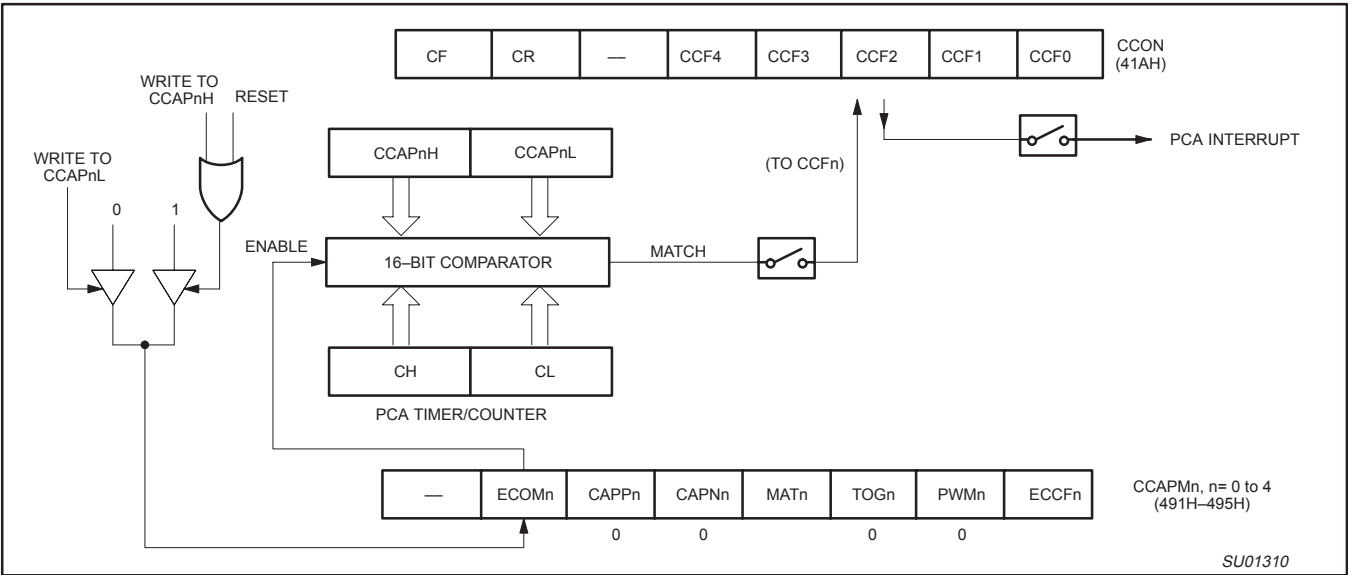 CF CR — CCF4 CCF3 CCF2 CCF1 CCF0
CCON
(41AH)
WRITE TO
CCAPnH
RESET
WRITE TO
CCAPnL
0 1
CCAPnH CCAPnL
(TO CCFn)
PCA INTERRUPT
ENABLE
16–BIT COMPARATOR
MATCH
CH CL
PCA TIMER/COUNTER
— ECOMn CAPPn CAPNn MATn TOGn PWMn ECCFn
CCAPMn, n= 0 to 4
(491H–495H)
0 0 0 0
SU01310